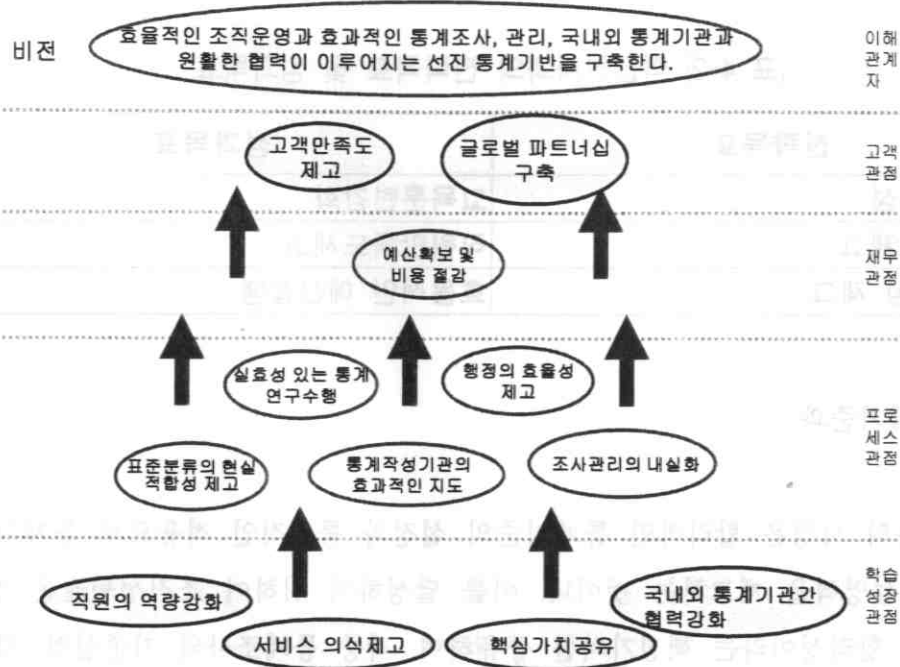 비전
효율적인 조직운영과 효과적인 통계조사, 관리, 국내외 통계기관과
원활한 협력이 이루어지는 선진 통계기반을 구축한다.
이해
관계
자
고객만족도
제고
글로벌 파트너십
구축
고객
관점
예산확보 및
비용 절감
재무
관점
실효성 있는 통계
연구수행
행정의 효율성
제고
표준분류의 현실
적합성 제고
통계작성기관의
효과적인 지도
조사관리의 내실화
프로
세스
관점
직원의 역량강화
서비스 의식제고
핵심가치공유
국내외 통계기관간
협력강화
학습
성장
관점